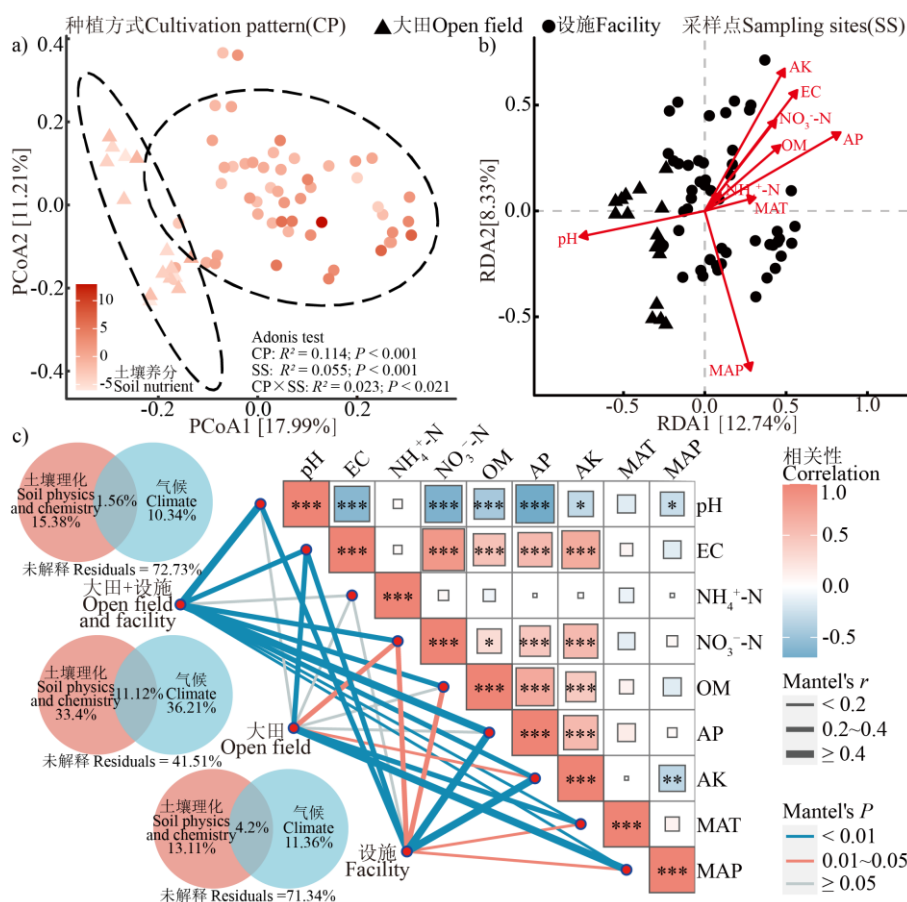 种植方式Cultivation pattern(CP) ▲大田Open field ●设施Facility 采样点Sampling sites(SS)
a)
0.4
0.2
0.0
-0.2
-0.4
PCoA2 [11.21%]
10
5
0
-5
土壤养分
Soil nutrient
Adonis test
CP: R² = 0.114; P < 0.001
SS: R² = 0.055; P < 0.001
CP×SS: R² = 0.023; P < 0.021
-0.2
0.0
0.2
PCoA1 [17.99%]
b)
0.5
0.0
-0.5
RDA2[8.33%]
AK
EC
NO₃⁻-N
AP
OM
NH₄⁺-N
MAT
pH
MAP
-0.5
0.0
0.5
1.0
RDA1 [12.74%]
c)
土壤理化
Soil physics
and chemistry
15.38%
1.56%
气候
Climate
10.34%
未解释 Residuals = 72.73%
大田+设施
Open field
and facility
土壤理化
Soil physics
and chemistry
33.4%
11.12%
气候
Climate
36.21%
未解释 Residuals = 41.51%
大田
Open field
土壤理化
Soil physics
and chemistry
13.11%
4.2%
气候
Climate
11.36%
未解释 Residuals =71.34%
设施
Facility
pH
EC
NH₄⁺-N
NO₃⁻-N
OM
AP
AK
MAT
MAP
*** *** *** *** *** * * pH
*** *** *** *** *** EC
*** NH₄⁺-N
*** * *** *** NO₃⁻-N
*** *** *** OM
*** *** AP
*** ** AK
*** MAT
*** MAP
相关性
Correlation
1.0
0.5
0.0
-0.5
Mantel's r
< 0.2
0.2~0.4
≥ 0.4
Mantel's P
< 0.01
0.01~0.05
≥ 0.05